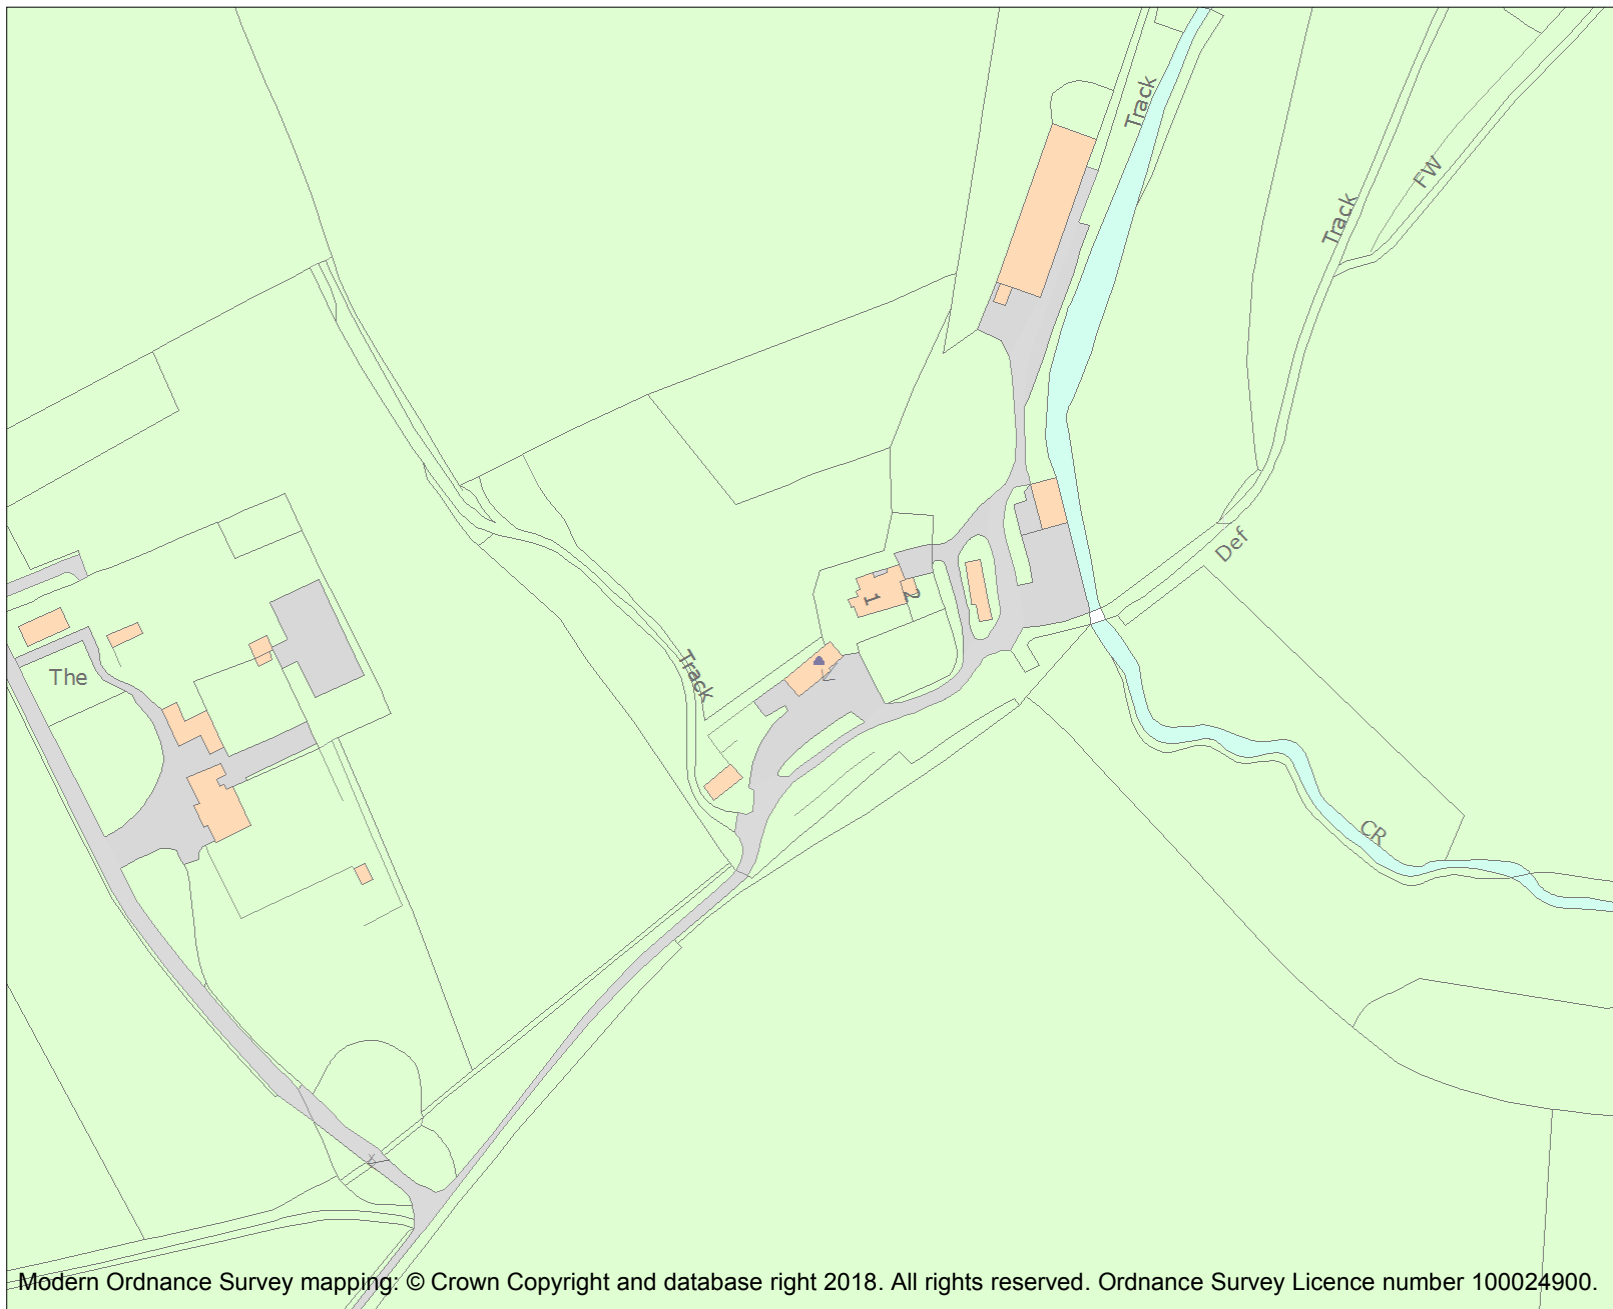 Track
FW
Track
Def
1
2
Track
The
CR
Modern Ordnance Survey mapping: © Crown Copyright and database right 2018. All rights reserved. Ordnance Survey Licence number 100024900.